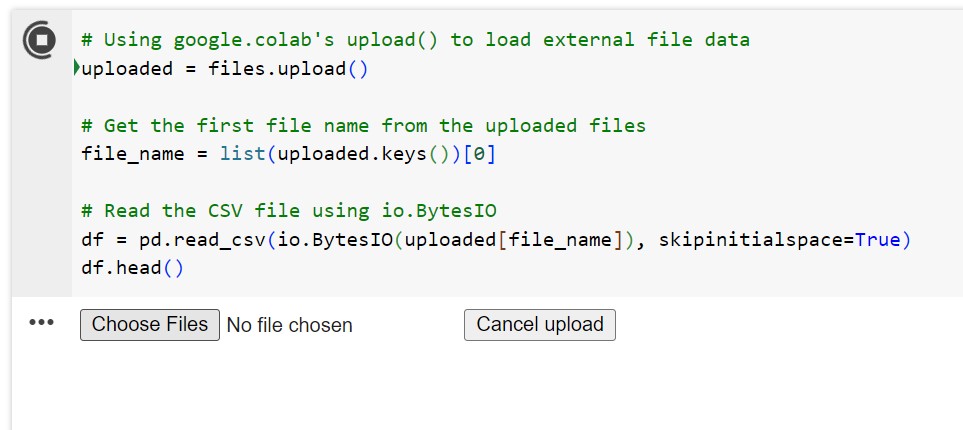 # Using google.colab's upload() to load external file data
uploaded = files.upload()
# Get the first file name from the uploaded files
file_name = list(uploaded.keys())[0]
# Read the CSV file using io.BytesIO
df = pd.read_csv(io.BytesIO(uploaded[file_name]), skipinitialspace=True)
df.head()
Choose Files No file chosen Cancel upload